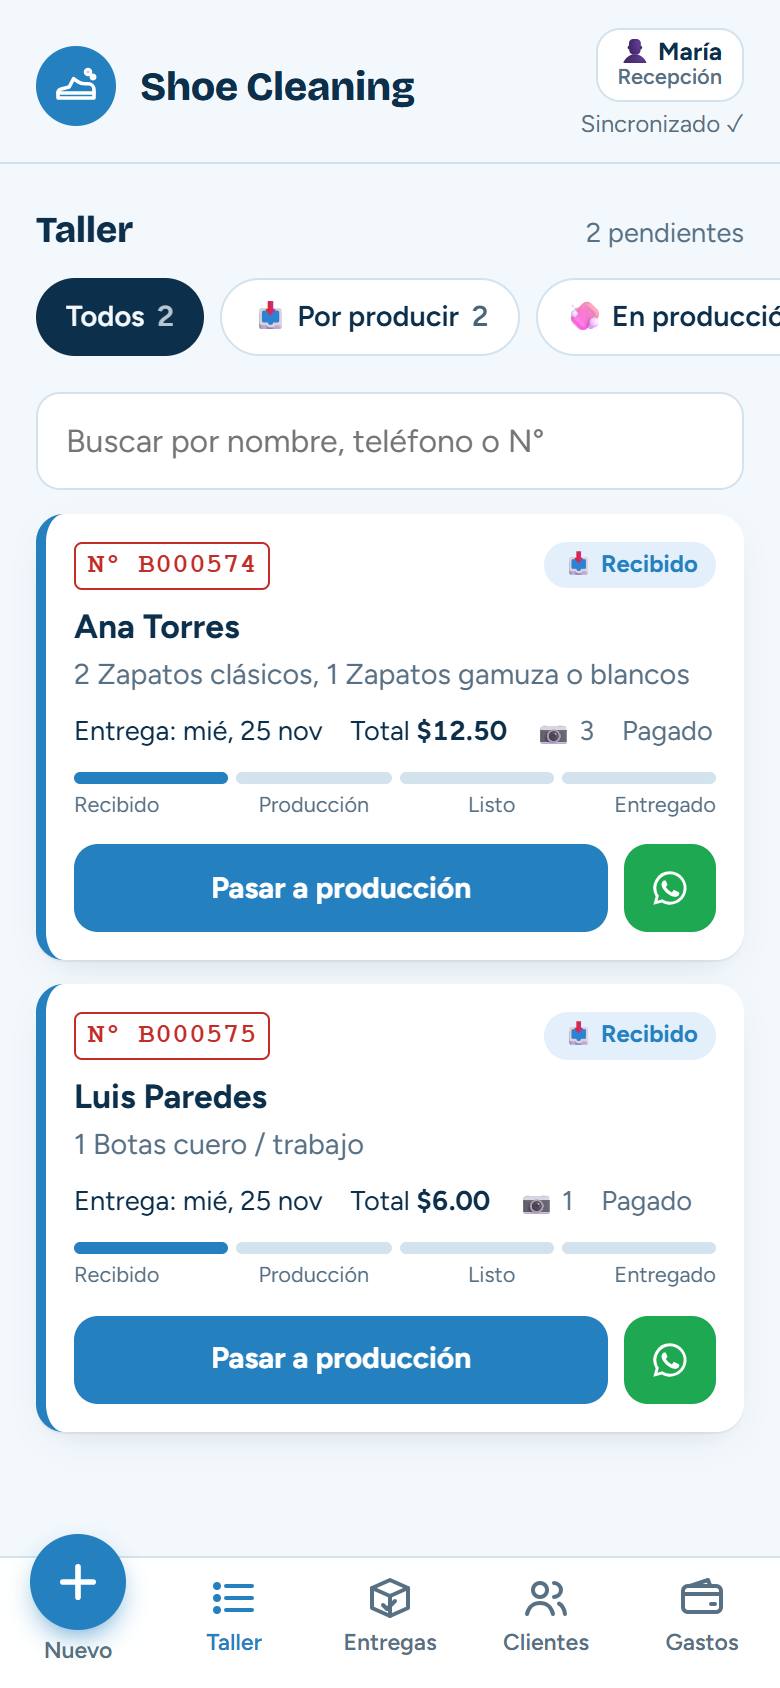 Shoe Cleaning
María
Recepción
Sincronizado ✓
Taller
2 pendientes
Todos 2
Por producir 2
En producció
Buscar por nombre, teléfono o N°
N° B000574
Recibido
Ana Torres
2 Zapatos clásicos, 1 Zapatos gamuza o blancos
Entrega: mié, 25 nov Total $12.50 3 Pagado
Recibido Producción Listo Entregado
Pasar a producción
N° B000575
Recibido
Luis Paredes
1 Botas cuero / trabajo
Entrega: mié, 25 nov Total $6.00 1 Pagado
Recibido Producción Listo Entregado
Pasar a producción
Nuevo
Taller
Entregas
Clientes
Gastos